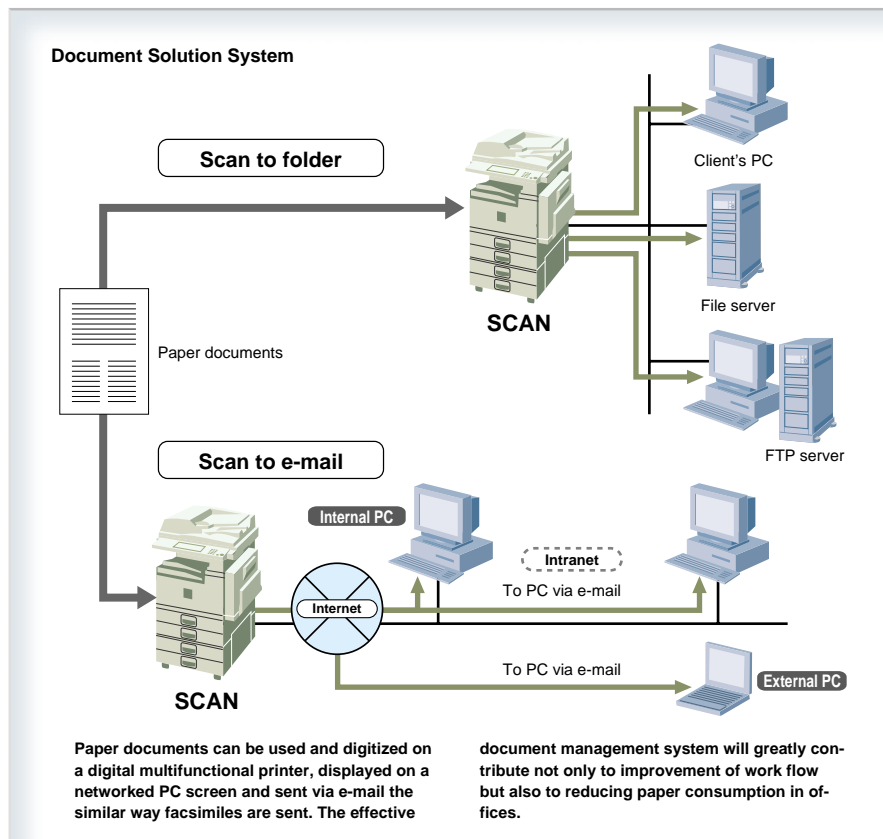 Document Solution System
Scan to folder
Client's PC
File server
SCAN
Paper documents
FTP server
Scan to e-mail
Internal PC
Intranet
To PC via e-mail
Internet
To PC via e-mail
External PC
SCAN
Paper documents can be used and digitized on
a digital multifunctional printer, displayed on a
networked PC screen and sent via e-mail the
similar way facsimiles are sent. The effective
document management system will greatly con-
tribute not only to improvement of work flow
but also to reducing paper consumption in of-
fices.